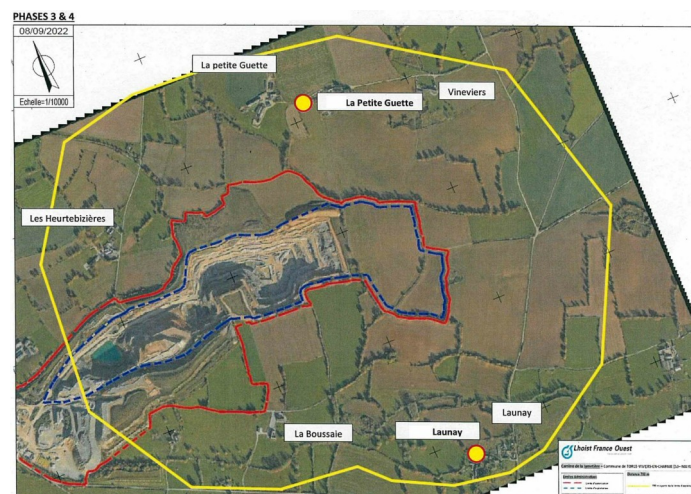 PHASES 3 & 4
08/09/2022
Echelle=1/10000
La petite Guette
La Petite Guette
Vineviers
Les Heurtebizières
La Boussaie
Launay
Launay
Lhoist France Ouest